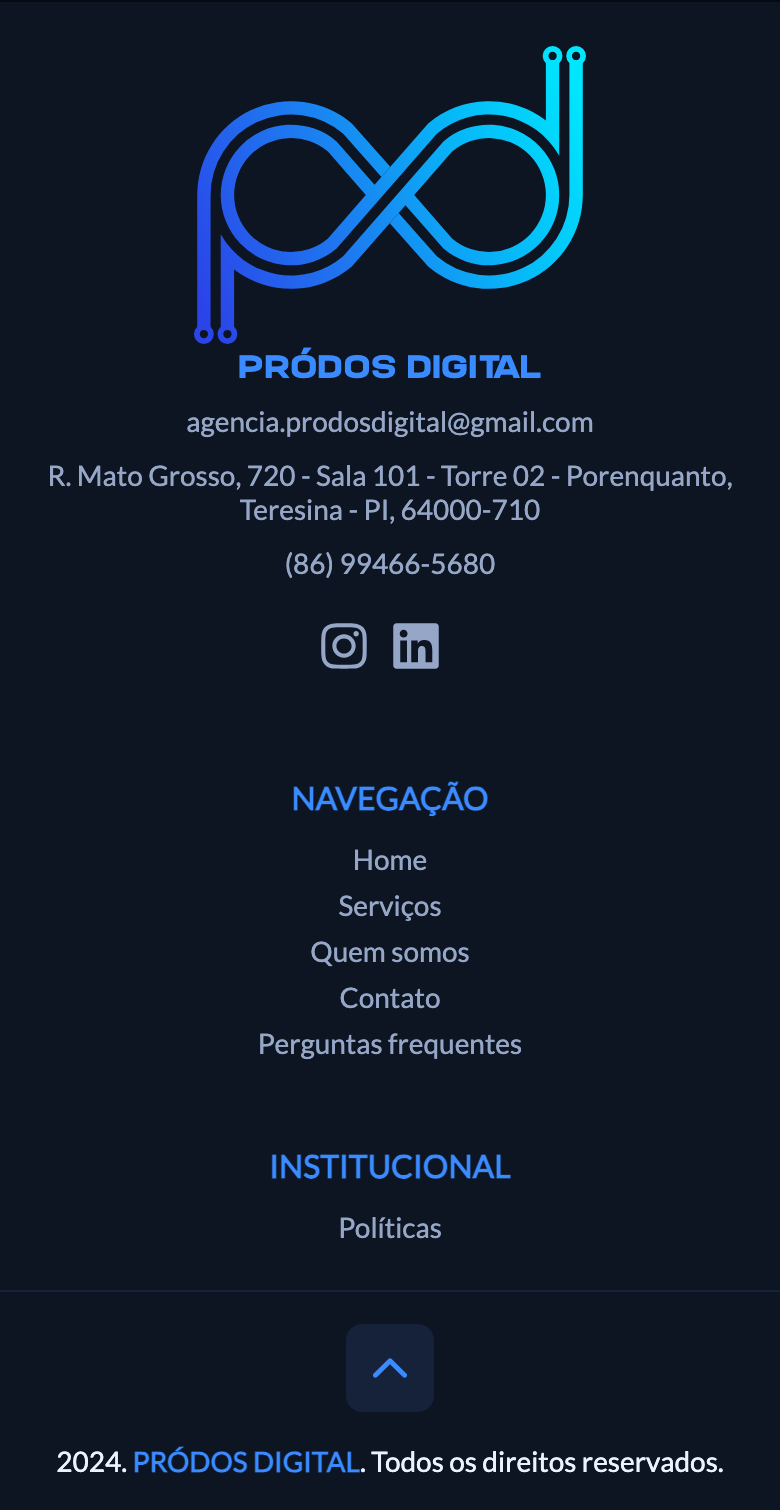 PRÓDOS DIGITAL
agencia.prodosdigital@gmail.com
R. Mato Grosso, 720 - Sala 101 - Torre 02 - Porenquanto,
Teresina - PI, 64000-710
(86) 99466-5680
NAVEGAÇÃO
Home
Serviços
Quem somos
Contato
Perguntas frequentes
INSTITUCIONAL
Políticas
2024. PRÓDOS DIGITAL. Todos os direitos reservados.